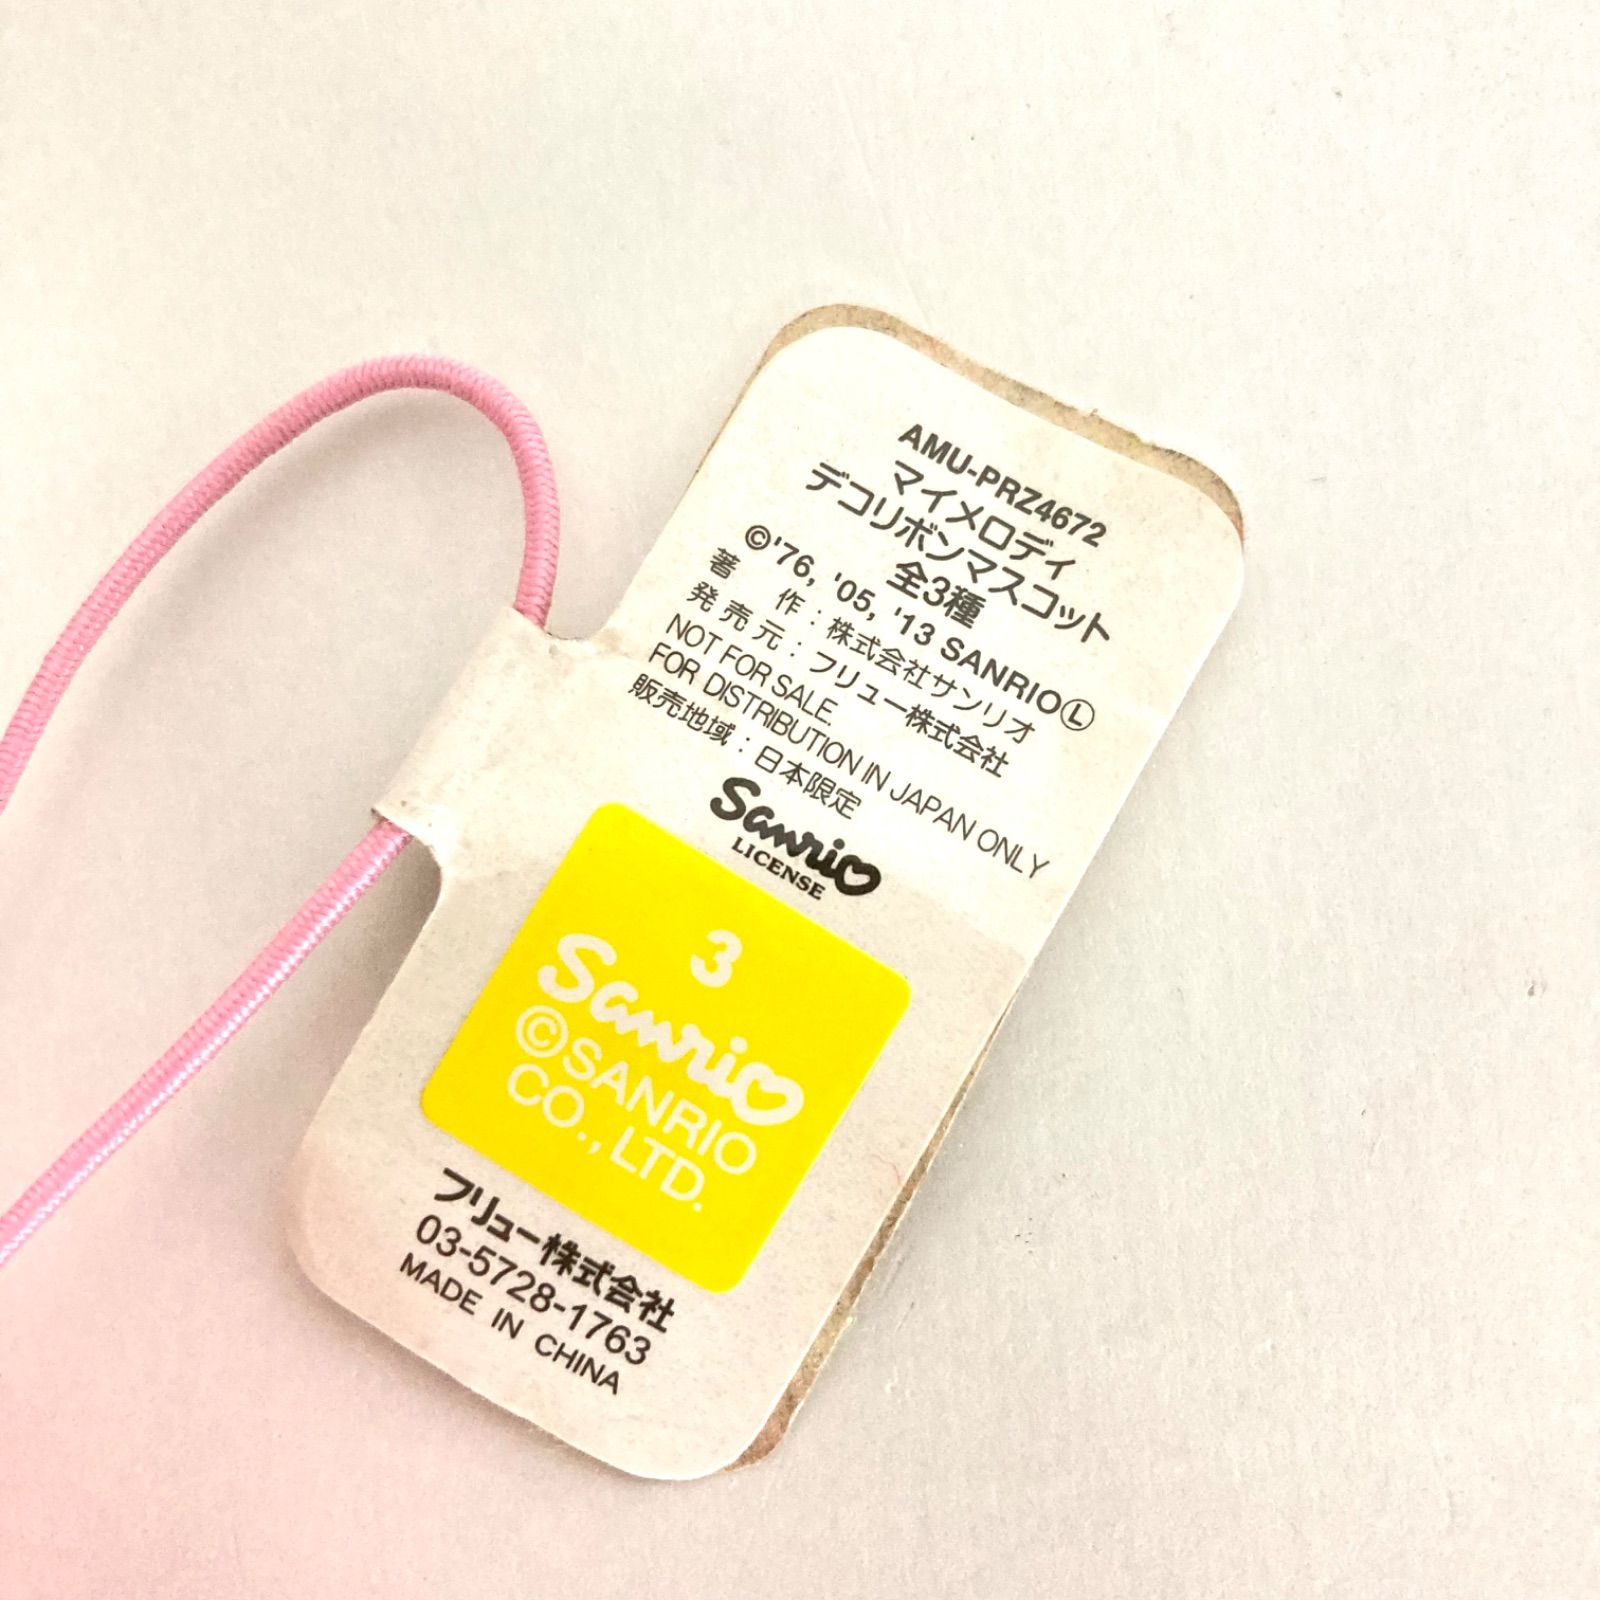 AMU-PRZ4672
マイメロディ
デコリボンマスコット
全3種
©'76, '05, '13 SANRIO Ⓛ
著　作：株式会社サンリオ
発売元：フリュー株式会社
NOT FOR SALE.
FOR DISTRIBUTION IN JAPAN ONLY
販売地域：日本限定
Sanrio
LICENSE
3
Sanrio
©SANRIO
CO., LTD.
フリュー株式会社
03-5728-1763
MADE IN CHINA